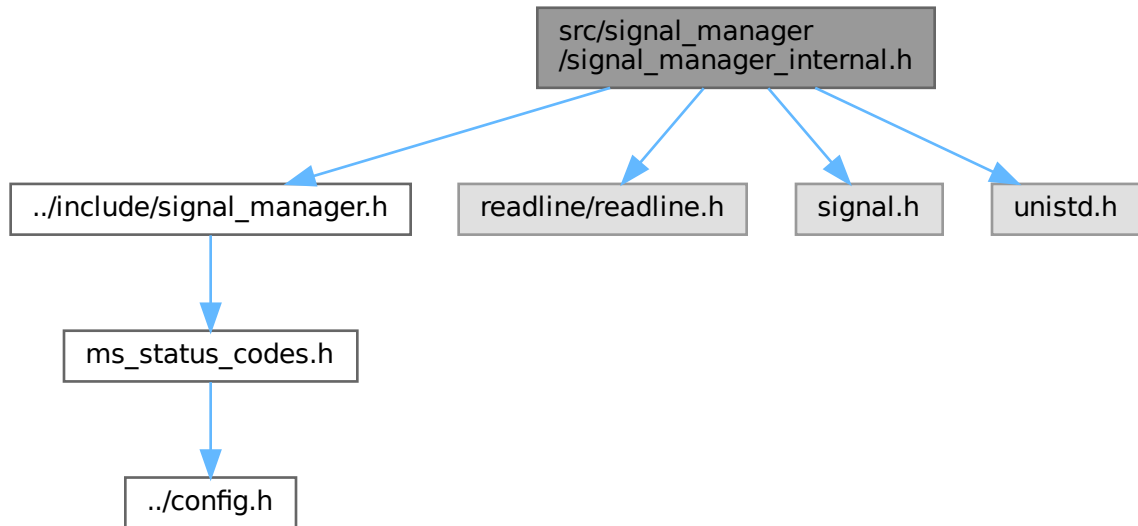 src/signal_manager
/signal_manager_internal.h
../include/signal_manager.h
readline/readline.h
signal.h
unistd.h
ms_status_codes.h
../config.h